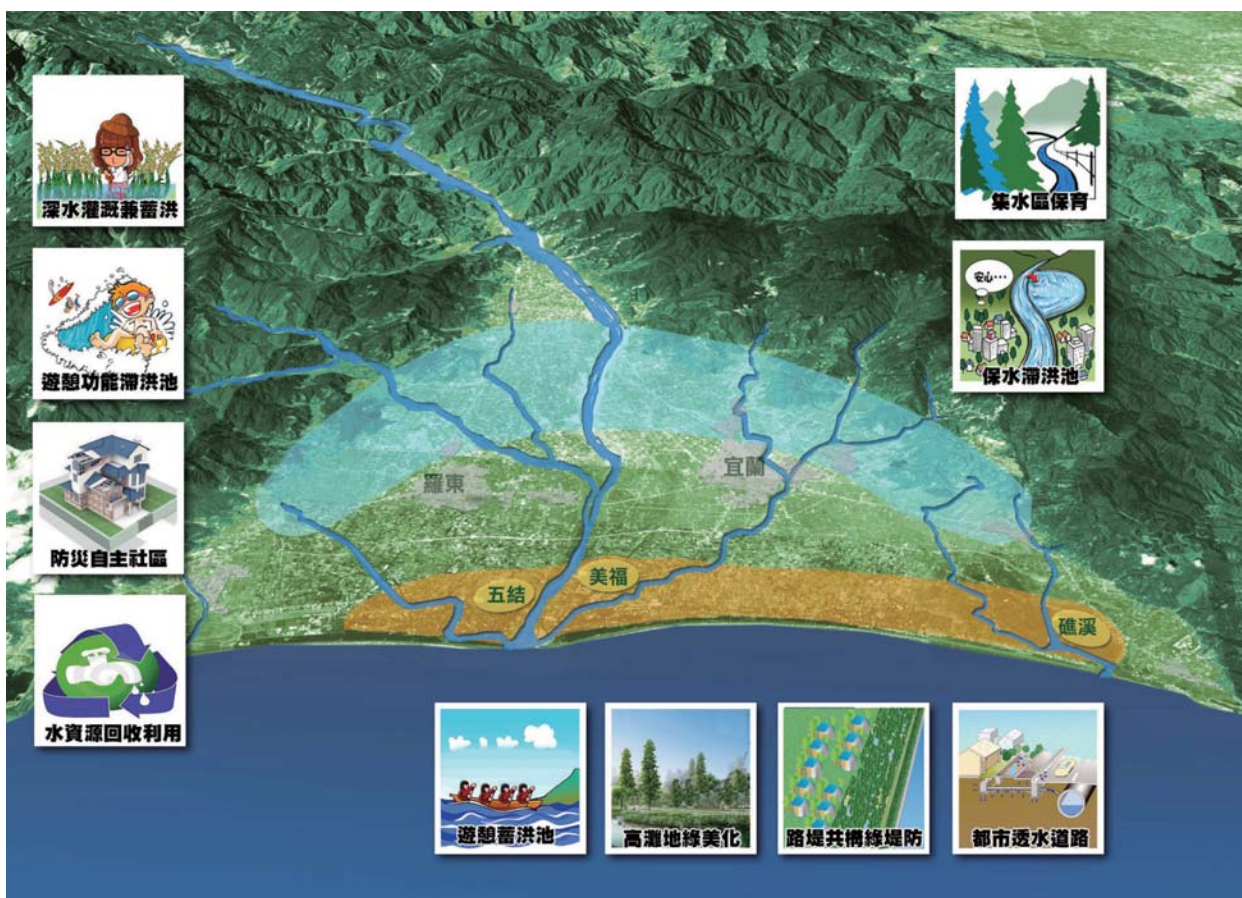 深水灌溉兼蓄洪
遊憩功能滯洪池
防災自主社區
水資源回收利用
集水區保育
安心…
保水滯洪池
羅東
宜蘭
五結
美福
礁溪
遊憩蓄洪池
高灘地綠美化
路堤共構綠堤防
都市透水道路